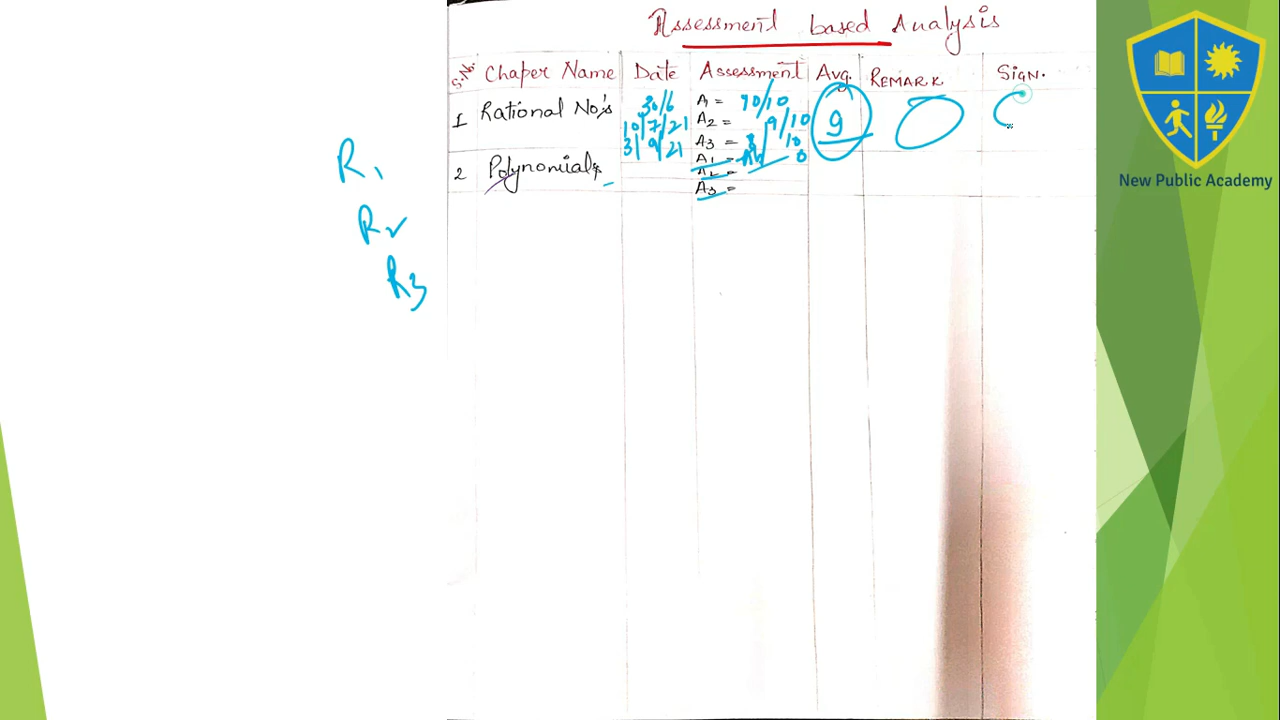 Assessment based Analysis
S.No. Chaper Name Date Assessment Avg. REMARK SIGN.
1 Rational No's 30/6 A1 = 10/10 9
10/7/21 A2 = 9/10
3/9/21 A3 = 8/10
2 Polynomials A1 =
A2 =
A3 =
R1
R2
R3
New Public Academy